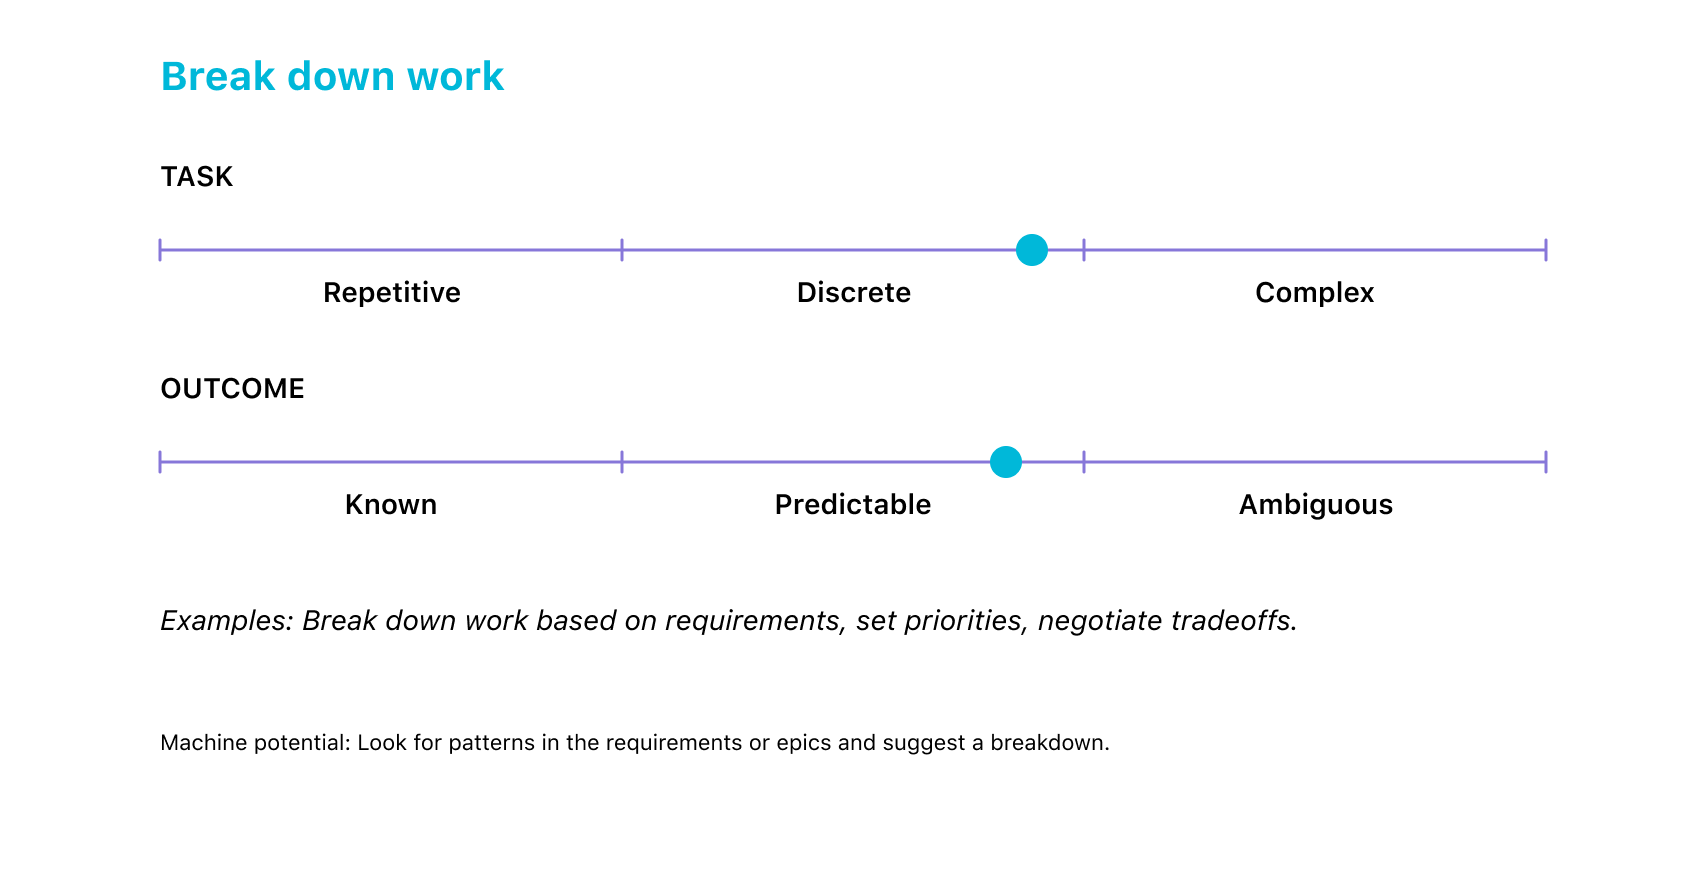 Break down work
TASK
Repetitive Discrete Complex
OUTCOME
Known Predictable Ambiguous
Examples: Break down work based on requirements, set priorities, negotiate tradeoffs.
Machine potential: Look for patterns in the requirements or epics and suggest a breakdown.